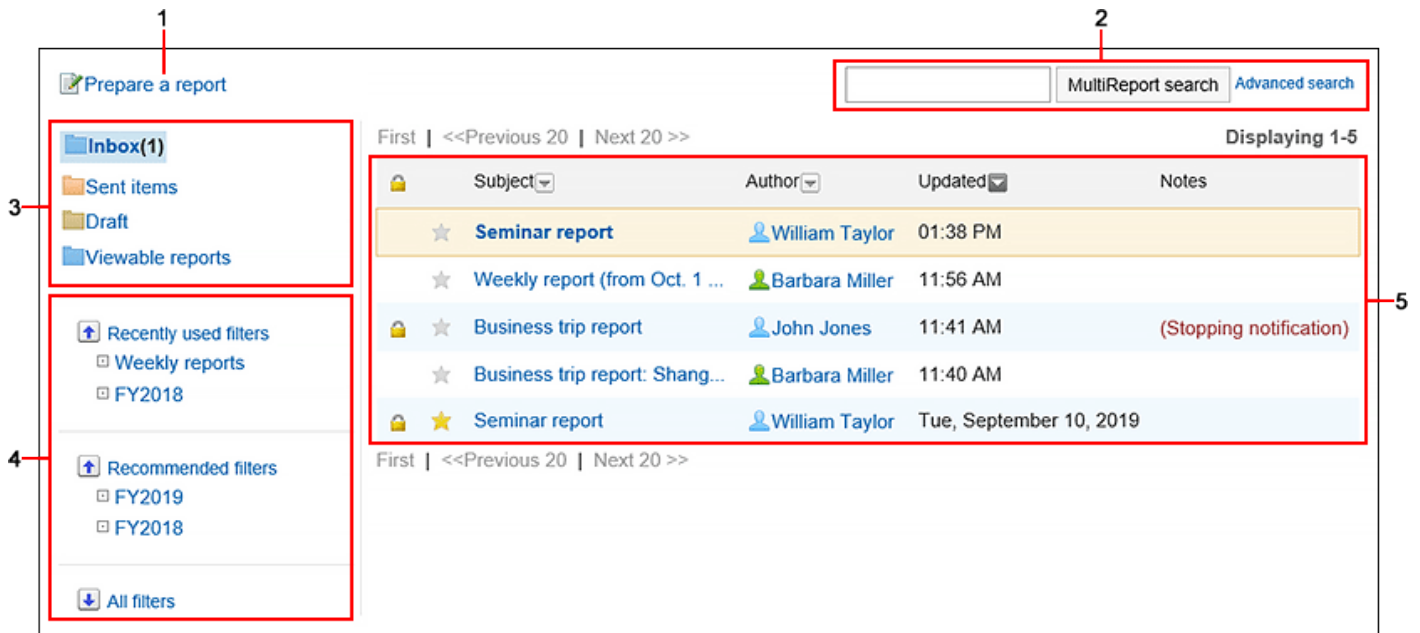 1
2
Prepare a report
MultiReport search Advanced search
3
Inbox(1)
Sent items
Draft
Viewable reports
4
Recently used filters
Weekly reports
FY2018
Recommended filters
FY2019
FY2018
All filters
First | <<Previous 20 | Next 20 >>
Displaying 1-5
Subject Author Updated Notes
Seminar report William Taylor 01:38 PM
Weekly report (from Oct. 1 ... Barbara Miller 11:56 AM
Business trip report John Jones 11:41 AM (Stopping notification)
Business trip report: Shang... Barbara Miller 11:40 AM
Seminar report William Taylor Tue, September 10, 2019
5
First | <<Previous 20 | Next 20 >>